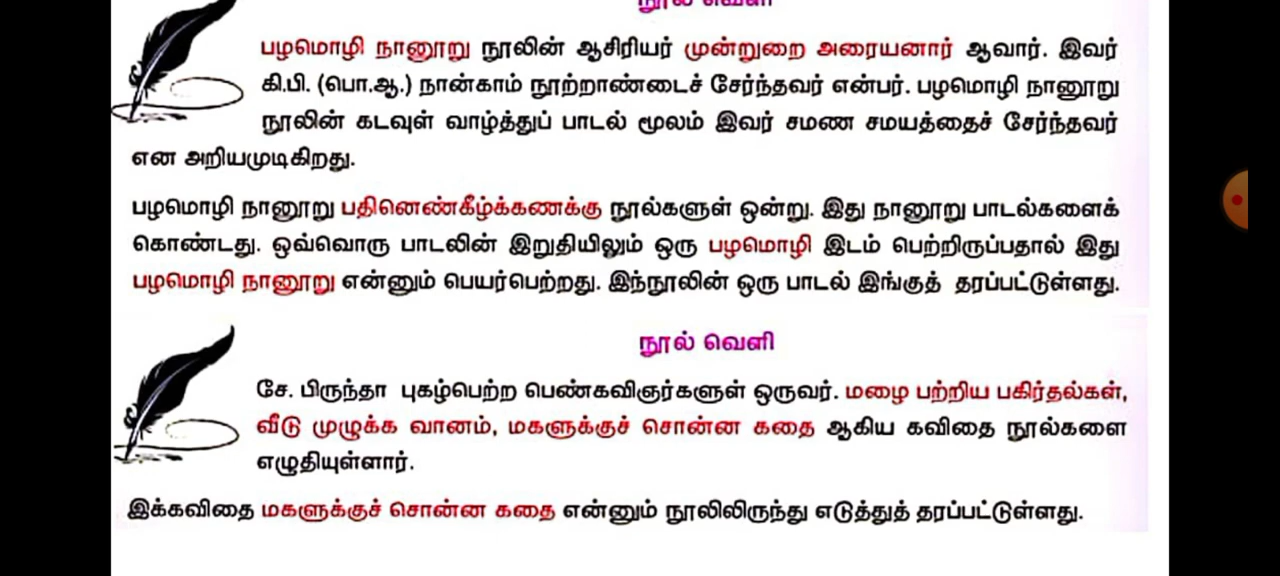 நூல் வெளி
பழமொழி நானூறு நூலின் ஆசிரியர் முன்றுறை அரையனார் ஆவார். இவர்
கி.பி. (பொ.ஆ.) நான்காம் நூற்றாண்டைச் சேர்ந்தவர் என்பர். பழமொழி நானூறு
நூலின் கடவுள் வாழ்த்துப் பாடல் மூலம் இவர் சமண சமயத்தைச் சேர்ந்தவர்
என அறியமுடிகிறது.
பழமொழி நானூறு பதினெண்கீழ்க்கணக்கு நூல்களுள் ஒன்று. இது நானூறு பாடல்களைக்
கொண்டது. ஒவ்வொரு பாடலின் இறுதியிலும் ஒரு பழமொழி இடம் பெற்றிருப்பதால் இது
பழமொழி நானூறு என்னும் பெயர்பெற்றது. இந்நூலின் ஒரு பாடல் இங்குத் தரப்பட்டுள்ளது.
நூல் வெளி
சே. பிருந்தா புகழ்பெற்ற பெண்கவிஞர்களுள் ஒருவர். மழை பற்றிய பகிர்தல்கள்,
வீடு முழுக்க வானம், மகளுக்குச் சொன்ன கதை ஆகிய கவிதை நூல்களை
எழுதியுள்ளார்.
இக்கவிதை மகளுக்குச் சொன்ன கதை என்னும் நூலிலிருந்து எடுத்துத் தரப்பட்டுள்ளது.